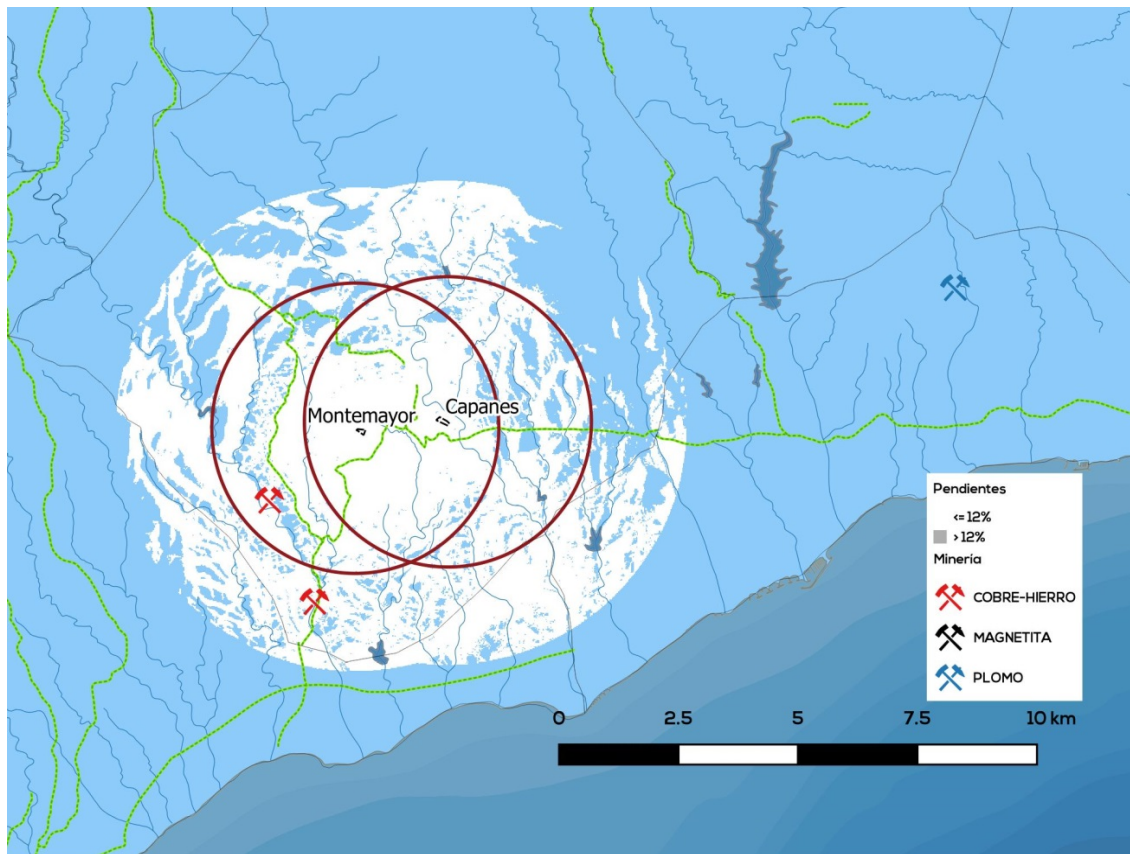 Capanes
Montemayor
Pendientes
<= 12%
> 12%
Minería
COBRE-HIERRO
MAGNETITA
PLOMO
0 2.5 5 7.5 10 km